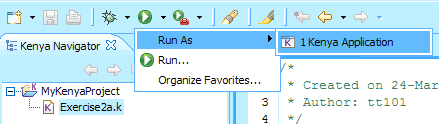 Kenya Navigator
MyKenyaProject
Exercise2a.k
Run As
Run...
Organize Favorites...
1 Kenya Application
/*
* Created on 24-Mar
3 * Author: tt101
4 */